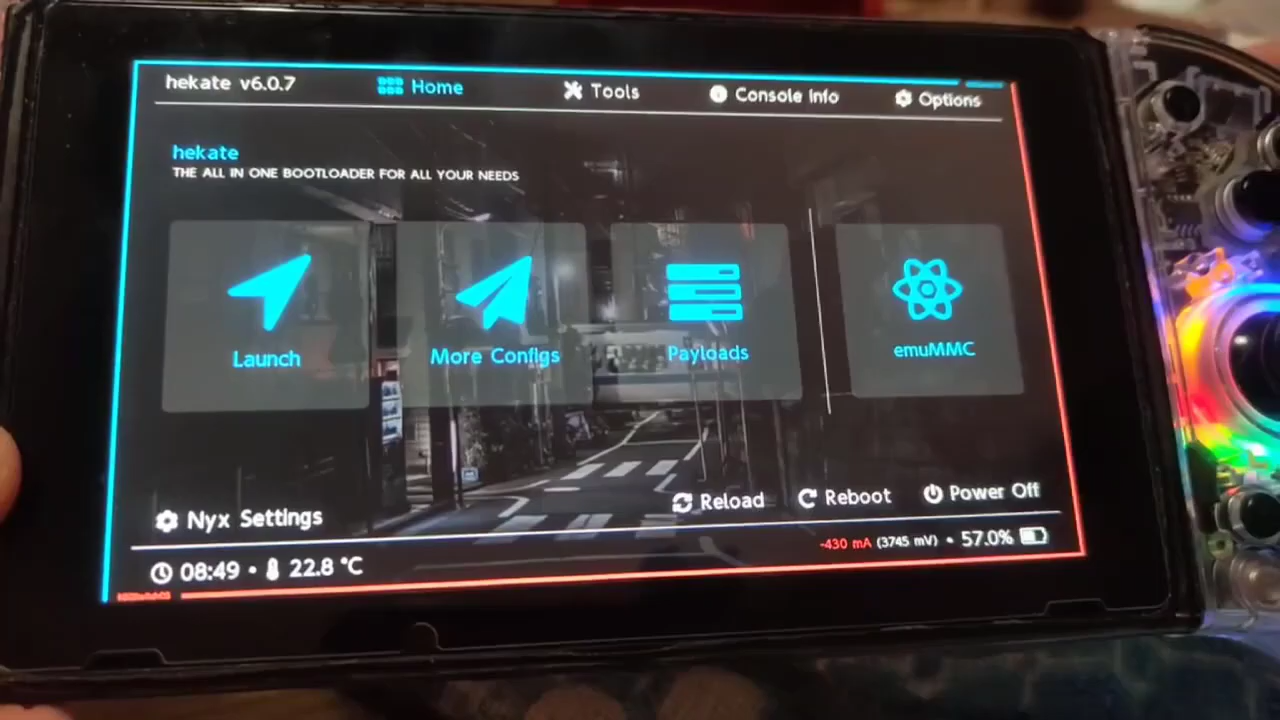 hekate v6.0.7
Home
Tools
Console Info
Options
hekate
THE ALL IN ONE BOOTLOADER FOR ALL YOUR NEEDS
Launch
More Configs
Payloads
emuMMC
Nyx Settings
Reload
Reboot
Power Off
08:49 • 22.8 °C
-430 mA (3745 mV) • 57.0%